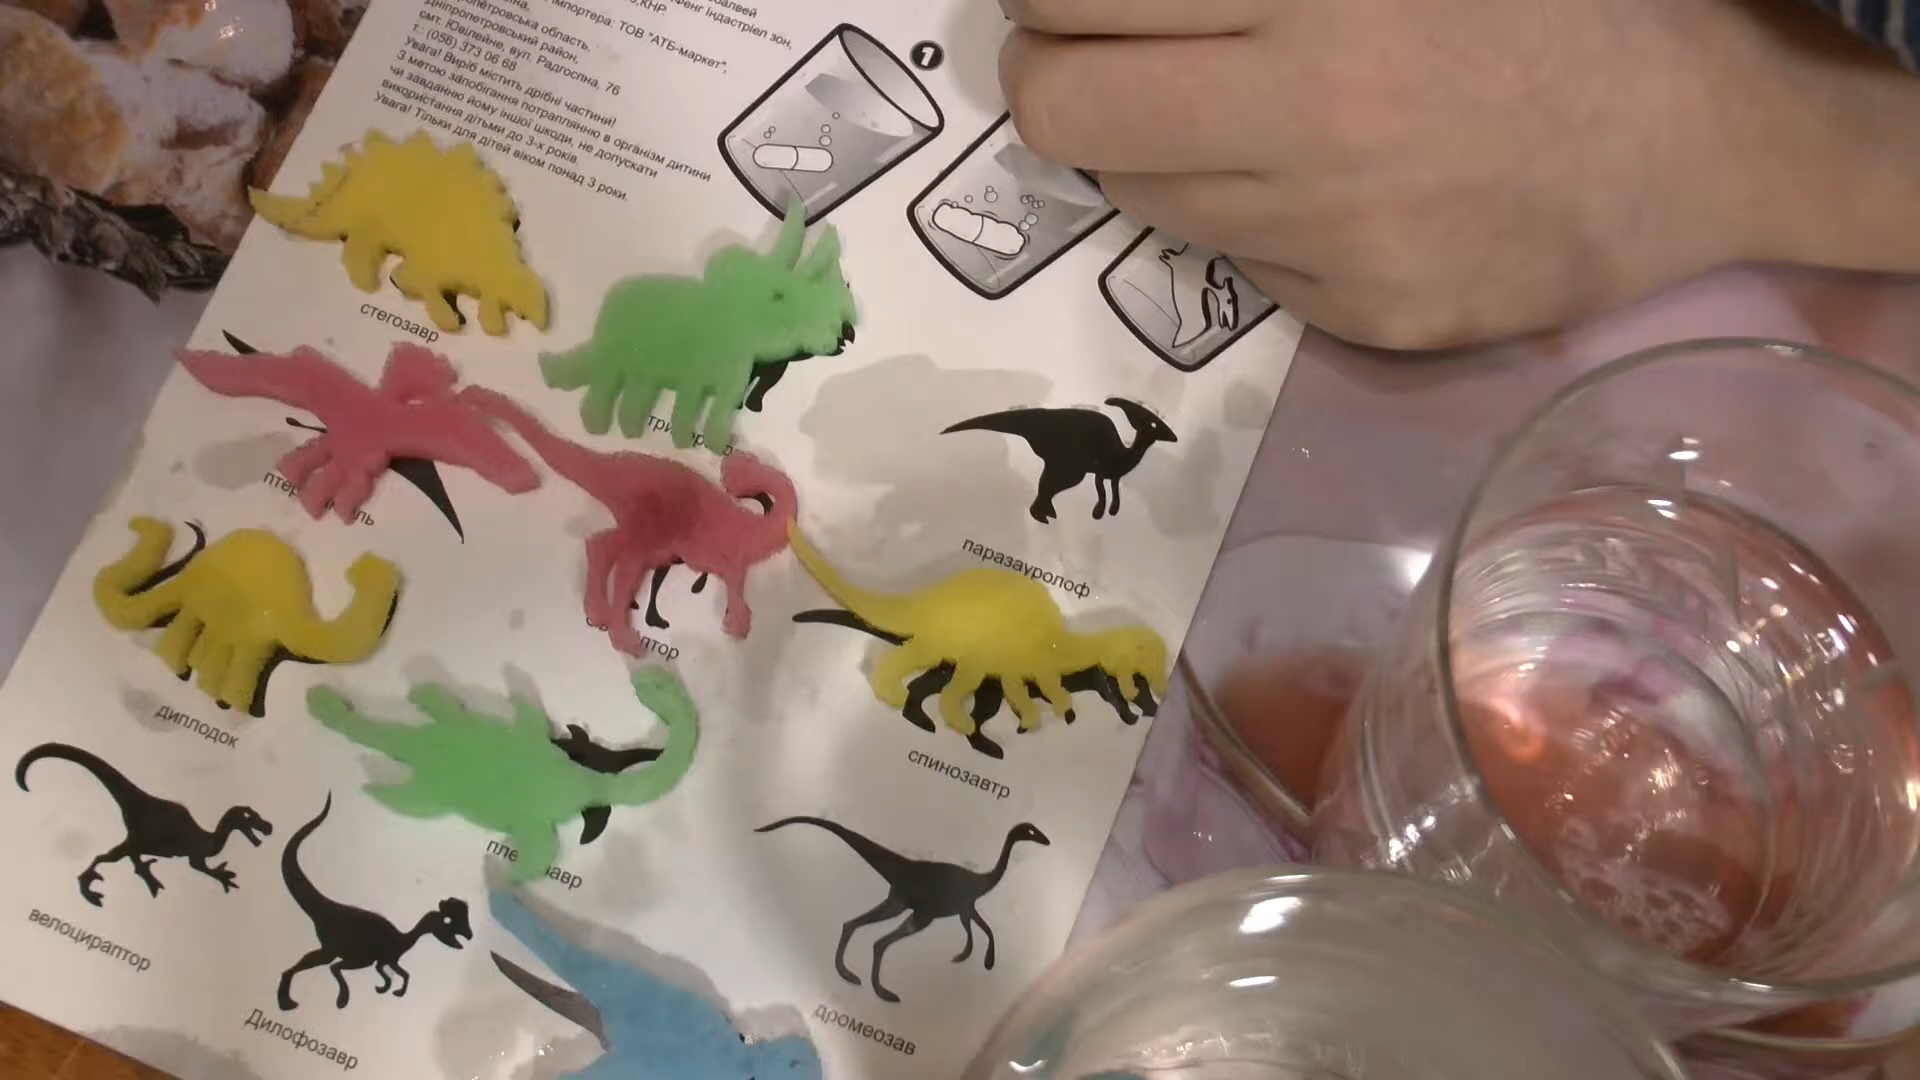 імпортера: ТОВ "АТБ-маркет",
область,
Дніпропетровський район,
смт. Ювілейне, вул. Радгоспна, 76
т.: (056) 373 06 68
Увага! Виріб містить дрібні частини!
З метою запобігання потраплянню в організм дитини
чи завданню йому іншої шкоди, не допускати
використання дітьми до 3-х років.
Увага! Тільки для дітей віком понад 3 роки.
1
стегозавр
паразауролоф
диплодок
спинозавтр
велоцираптор
Дилофозавр
дромеозав